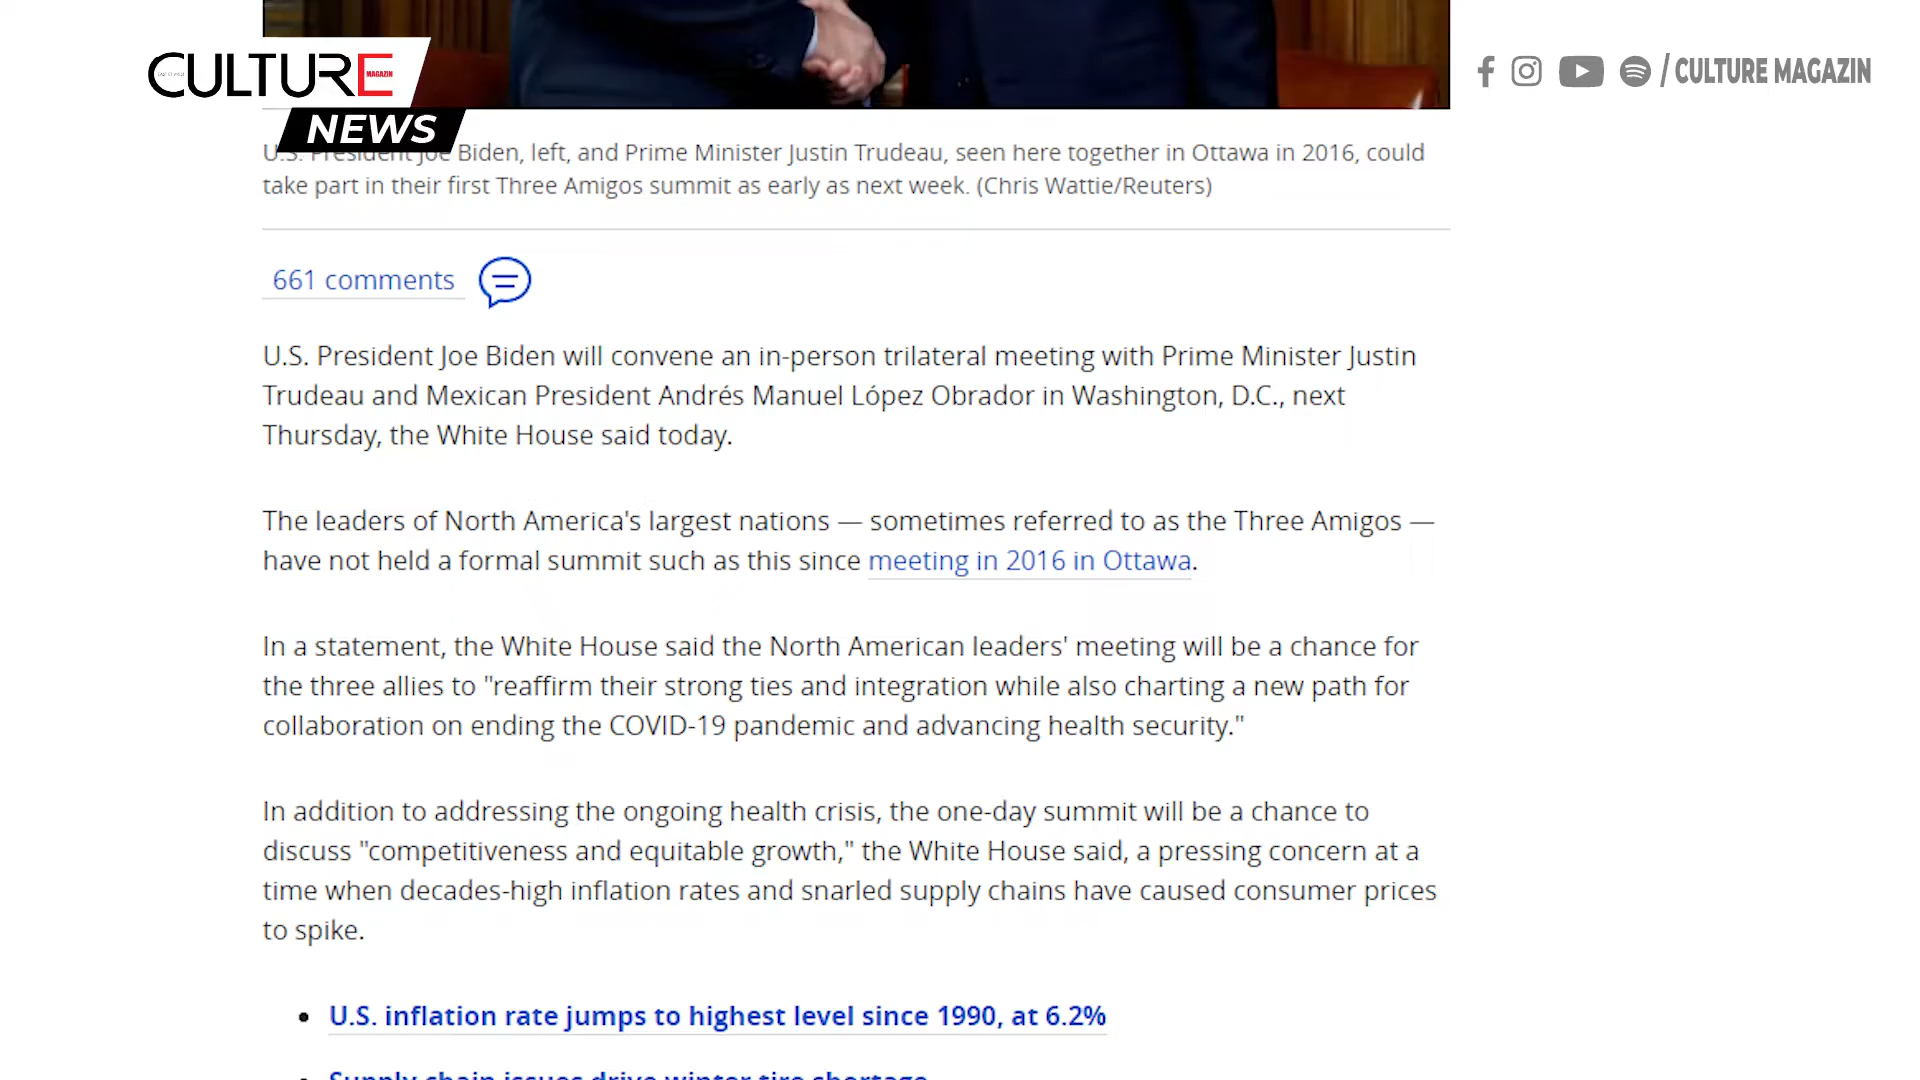 CULTURE
MAGAZIN
NEWS
/ CULTURE MAGAZIN
U.S. President Joe Biden, left, and Prime Minister Justin Trudeau, seen here together in Ottawa in 2016, could
take part in their first Three Amigos summit as early as next week. (Chris Wattie/Reuters)
661 comments
U.S. President Joe Biden will convene an in-person trilateral meeting with Prime Minister Justin
Trudeau and Mexican President Andrés Manuel López Obrador in Washington, D.C., next
Thursday, the White House said today.
The leaders of North America's largest nations — sometimes referred to as the Three Amigos —
have not held a formal summit such as this since meeting in 2016 in Ottawa.
In a statement, the White House said the North American leaders' meeting will be a chance for
the three allies to "reaffirm their strong ties and integration while also charting a new path for
collaboration on ending the COVID-19 pandemic and advancing health security."
In addition to addressing the ongoing health crisis, the one-day summit will be a chance to
discuss "competitiveness and equitable growth," the White House said, a pressing concern at a
time when decades-high inflation rates and snarled supply chains have caused consumer prices
to spike.
• U.S. inflation rate jumps to highest level since 1990, at 6.2%
• Supply chain issues drive winter tire shortage